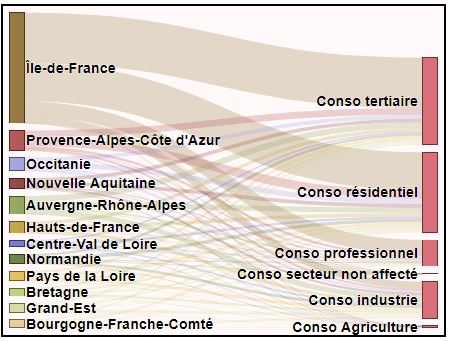 Île-de-France
Provence-Alpes-Côte d'Azur
Occitanie
Nouvelle Aquitaine
Auvergne-Rhône-Alpes
Hauts-de-France
Centre-Val de Loire
Normandie
Pays de la Loire
Bretagne
Grand-Est
Bourgogne-Franche-Comté
Conso tertiaire
Conso résidentiel
Conso professionnel
Conso secteur non affecté
Conso industrie
Conso Agriculture